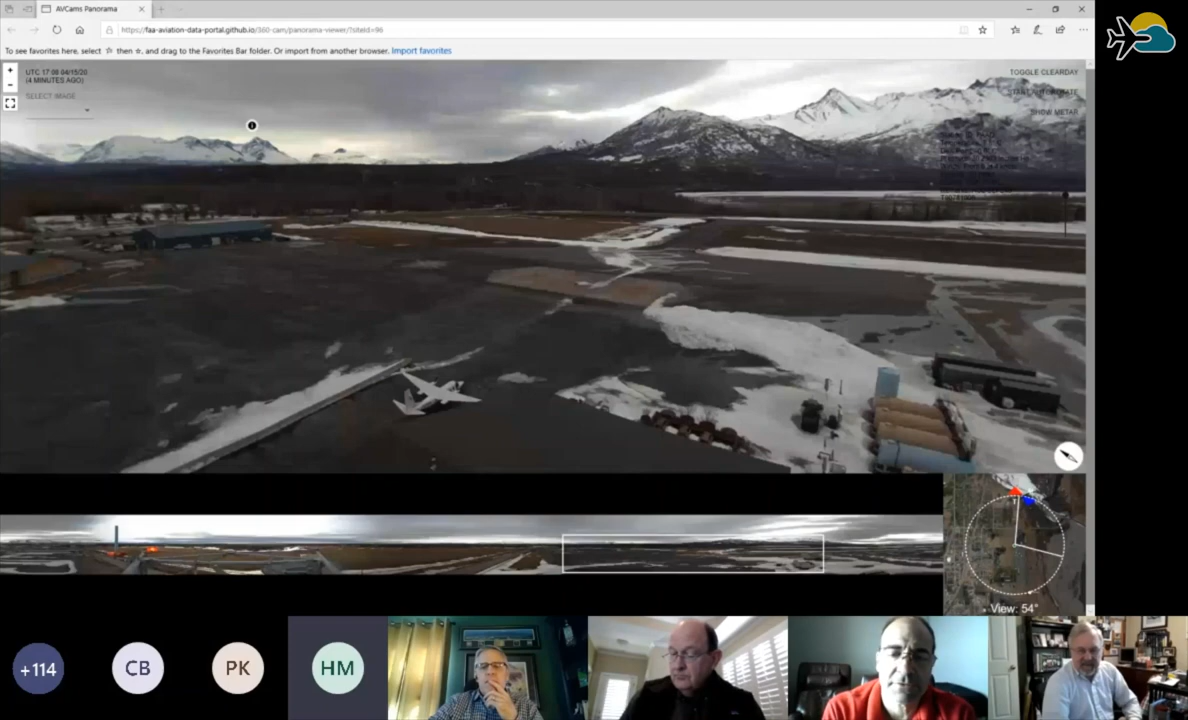 AVCams Panorama
https://faa-aviation-data-portal.github.io/360-cam/panorama-viewer/?siteId=96
To see favorites here, select ☆ then ☆, and drag to the Favorites Bar folder. Or import from another browser. Import favorites
UTC 17 08 04/15/20
(4 MINUTES AGO)
SELECT IMAGE
TOGGLE CLEARDAY
SHOW METAR
View: 54°
+114
CB
PK
HM